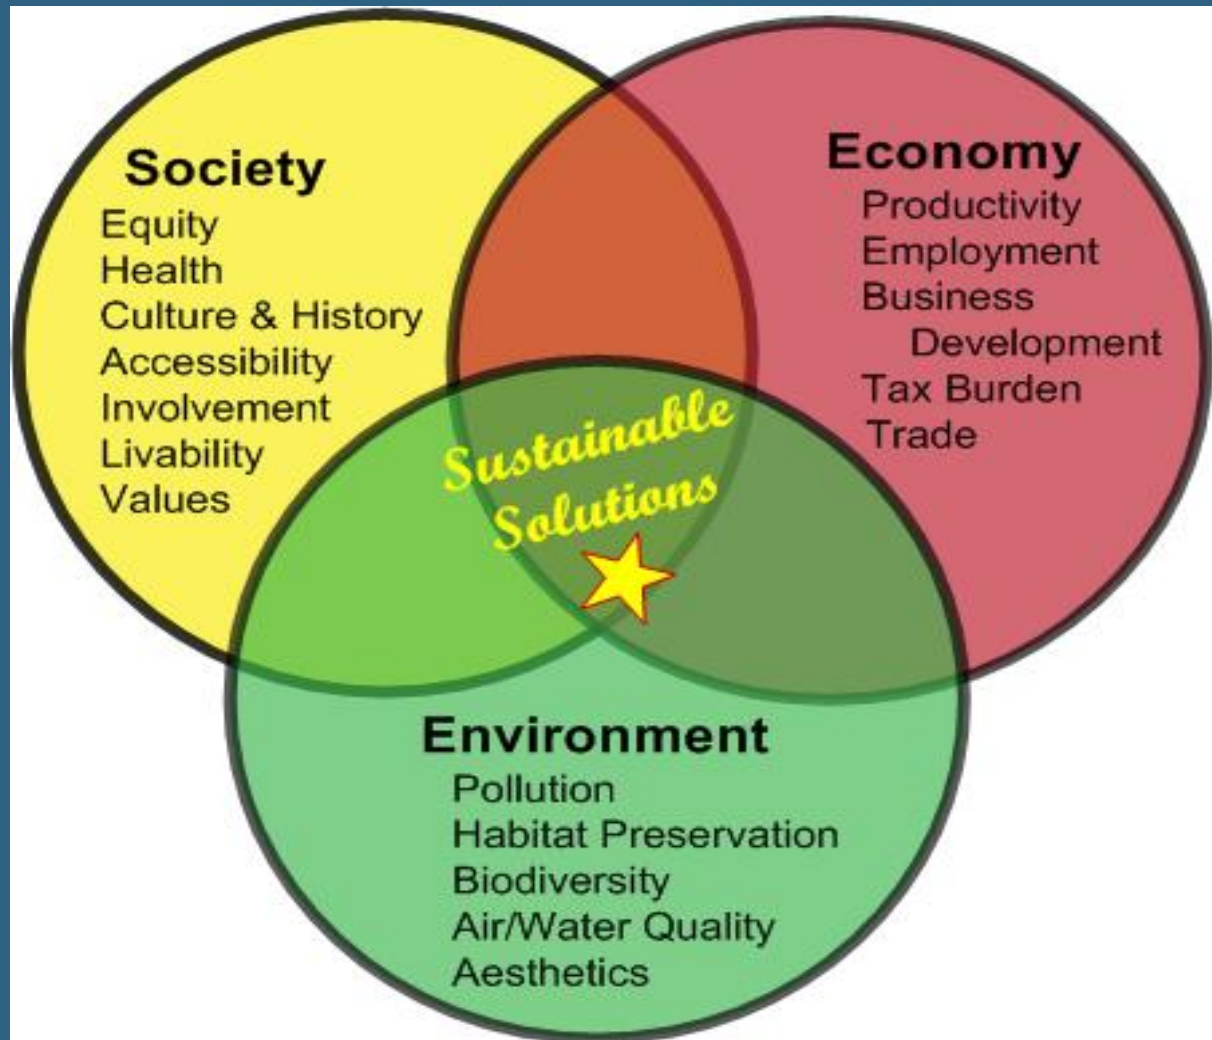 Society
Equity
Health
Culture & History
Accessibility
Involvement
Livability
Values
Economy
Productivity
Employment
Business
Development
Tax Burden
Trade
Sustainable
Solutions
Environment
Pollution
Habitat Preservation
Biodiversity
Air/Water Quality
Aesthetics